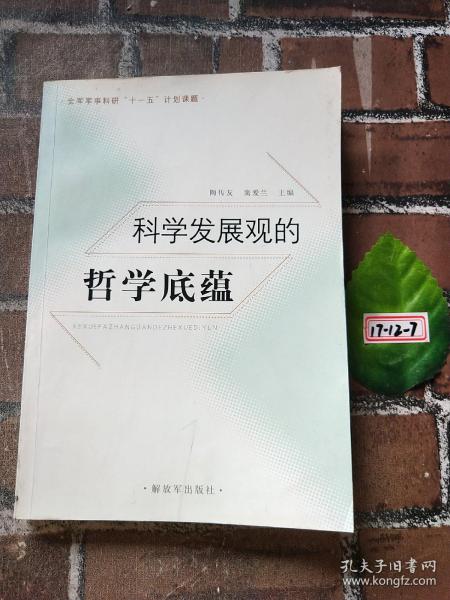 全军军事科研“十一五”计划课题
陶传友 栾爱兰 主编
科学发展观的
哲学底蕴
KEXUEFAZHANGUANDEZHEXUEDIYUN
·解放军出版社·
17-12-7
孔夫子旧书网
www.kongfz.com